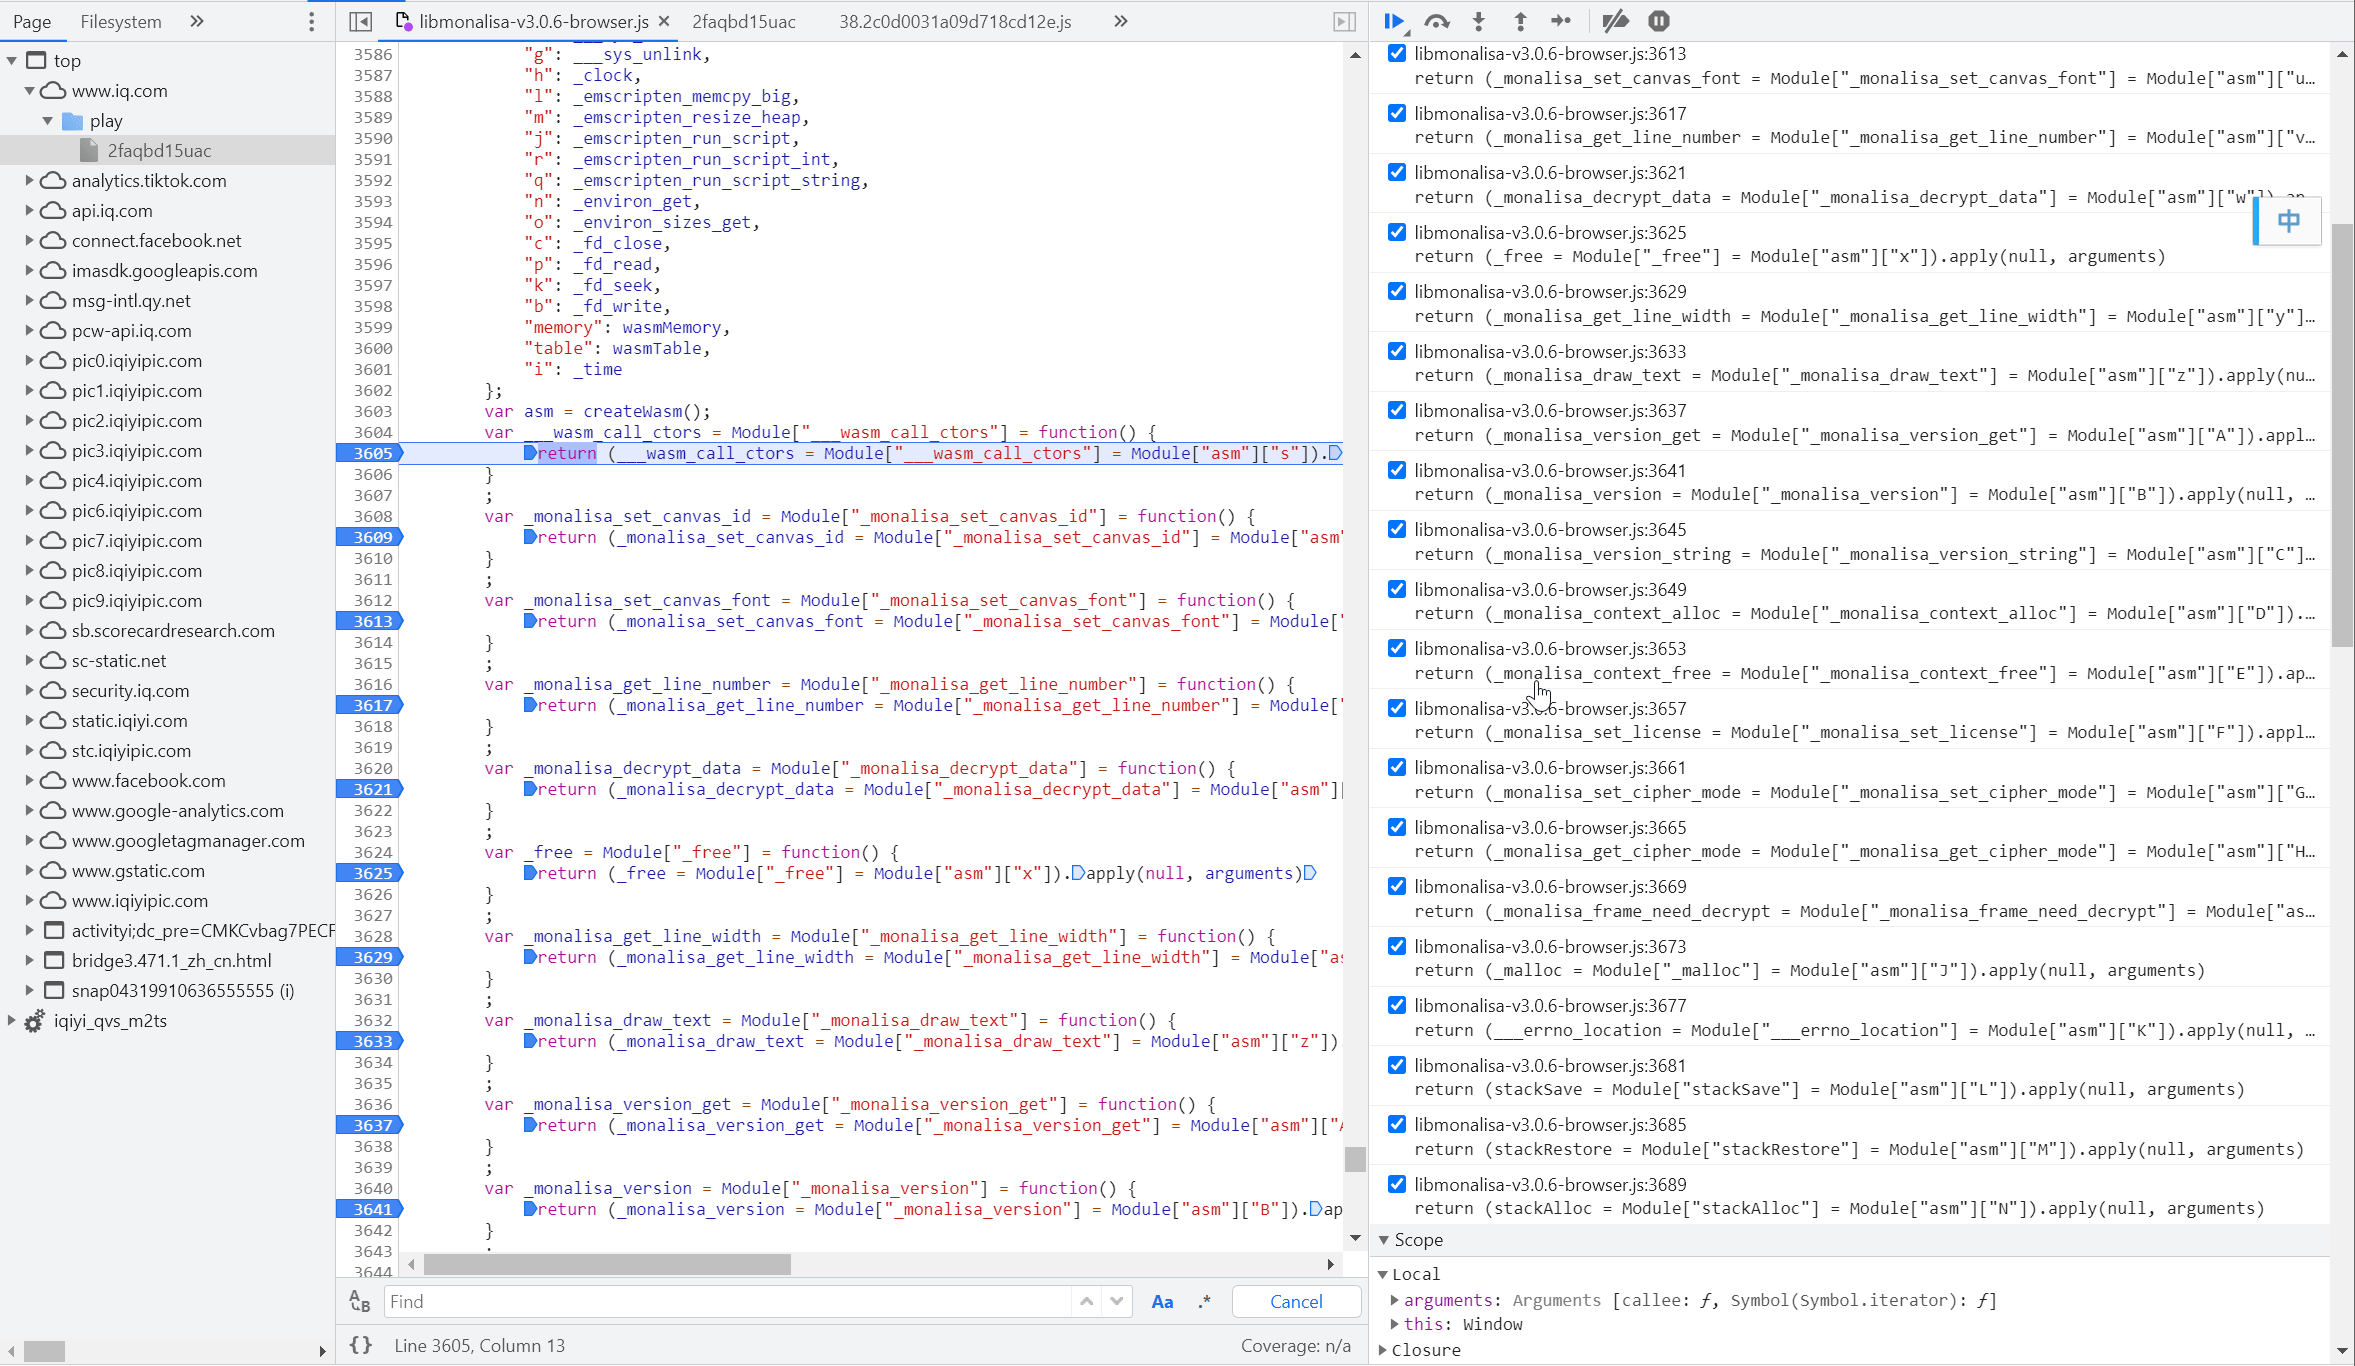 Page
Filesystem
top
www.iq.com
play
2faqbd15uac
analytics.tiktok.com
api.iq.com
connect.facebook.net
imasdk.googleapis.com
msg-intl.qy.net
pcw-api.iq.com
pic0.iqiyipic.com
pic1.iqiyipic.com
pic2.iqiyipic.com
pic3.iqiyipic.com
pic4.iqiyipic.com
pic6.iqiyipic.com
pic7.iqiyipic.com
pic8.iqiyipic.com
pic9.iqiyipic.com
sb.scorecardresearch.com
sc-static.net
security.iq.com
static.iqiyi.com
stc.iqiyipic.com
www.facebook.com
www.google-analytics.com
www.googletagmanager.com
www.gstatic.com
www.iqiyipic.com
activityi;dc_pre=CMKCvbag7PECF
bridge3.471.1_zh_cn.html
snap04319910636555555 (i)
iqiyi_qvs_m2ts
libmonalisa-v3.0.6-browser.js
2faqbd15uac
38.2c0d0031a09d718cd12e.js
3586 "g": ___sys_unlink,
3587 "h": _clock,
3588 "l": _emscripten_memcpy_big,
3589 "m": _emscripten_resize_heap,
3590 "j": _emscripten_run_script,
3591 "r": _emscripten_run_script_int,
3592 "q": _emscripten_run_script_string,
3593 "n": _environ_get,
3594 "o": _environ_sizes_get,
3595 "c": _fd_close,
3596 "p": _fd_read,
3597 "k": _fd_seek,
3598 "b": _fd_write,
3599 "memory": wasmMemory,
3600 "table": wasmTable,
3601 "i": _time
3602 };
3603 var asm = createWasm();
3604 var ___wasm_call_ctors = Module["___wasm_call_ctors"] = function() {
3605 return (___wasm_call_ctors = Module["___wasm_call_ctors"] = Module["asm"]["s"]).
3606 }
3607 ;
3608 var _monalisa_set_canvas_id = Module["_monalisa_set_canvas_id"] = function() {
3609 return (_monalisa_set_canvas_id = Module["_monalisa_set_canvas_id"] = Module["asm"
3610 }
3611 ;
3612 var _monalisa_set_canvas_font = Module["_monalisa_set_canvas_font"] = function() {
3613 return (_monalisa_set_canvas_font = Module["_monalisa_set_canvas_font"] = Module["
3614 }
3615 ;
3616 var _monalisa_get_line_number = Module["_monalisa_get_line_number"] = function() {
3617 return (_monalisa_get_line_number = Module["_monalisa_get_line_number"] = Module["
3618 }
3619 ;
3620 var _monalisa_decrypt_data = Module["_monalisa_decrypt_data"] = function() {
3621 return (_monalisa_decrypt_data = Module["_monalisa_decrypt_data"] = Module["asm"][
3622 }
3623 ;
3624 var _free = Module["_free"] = function() {
3625 return (_free = Module["_free"] = Module["asm"]["x"]).apply(null, arguments)
3626 }
3627 ;
3628 var _monalisa_get_line_width = Module["_monalisa_get_line_width"] = function() {
3629 return (_monalisa_get_line_width = Module["_monalisa_get_line_width"] = Module["as
3630 }
3631 ;
3632 var _monalisa_draw_text = Module["_monalisa_draw_text"] = function() {
3633 return (_monalisa_draw_text = Module["_monalisa_draw_text"] = Module["asm"]["z"])
3634 }
3635 ;
3636 var _monalisa_version_get = Module["_monalisa_version_get"] = function() {
3637 return (_monalisa_version_get = Module["_monalisa_version_get"] = Module["asm"]["A
3638 }
3639 ;
3640 var _monalisa_version = Module["_monalisa_version"] = function() {
3641 return (_monalisa_version = Module["_monalisa_version"] = Module["asm"]["B"]).ap
3642 }
3643 ;
3644
Find
Aa
.*
Cancel
{}
Line 3605, Column 13
Coverage: n/a
libmonalisa-v3.0.6-browser.js:3613
return (_monalisa_set_canvas_font = Module["_monalisa_set_canvas_font"] = Module["asm"]["u…
libmonalisa-v3.0.6-browser.js:3617
return (_monalisa_get_line_number = Module["_monalisa_get_line_number"] = Module["asm"]["v…
libmonalisa-v3.0.6-browser.js:3621
return (_monalisa_decrypt_data = Module["_monalisa_decrypt_data"] = Module["asm"]["w"]).ap…
中
libmonalisa-v3.0.6-browser.js:3625
return (_free = Module["_free"] = Module["asm"]["x"]).apply(null, arguments)
libmonalisa-v3.0.6-browser.js:3629
return (_monalisa_get_line_width = Module["_monalisa_get_line_width"] = Module["asm"]["y"]…
libmonalisa-v3.0.6-browser.js:3633
return (_monalisa_draw_text = Module["_monalisa_draw_text"] = Module["asm"]["z"]).apply(nu…
libmonalisa-v3.0.6-browser.js:3637
return (_monalisa_version_get = Module["_monalisa_version_get"] = Module["asm"]["A"]).appl…
libmonalisa-v3.0.6-browser.js:3641
return (_monalisa_version = Module["_monalisa_version"] = Module["asm"]["B"]).apply(null, …
libmonalisa-v3.0.6-browser.js:3645
return (_monalisa_version_string = Module["_monalisa_version_string"] = Module["asm"]["C"]…
libmonalisa-v3.0.6-browser.js:3649
return (_monalisa_context_alloc = Module["_monalisa_context_alloc"] = Module["asm"]["D"]).…
libmonalisa-v3.0.6-browser.js:3653
return (_monalisa_context_free = Module["_monalisa_context_free"] = Module["asm"]["E"]).ap…
libmonalisa-v3.0.6-browser.js:3657
return (_monalisa_set_license = Module["_monalisa_set_license"] = Module["asm"]["F"]).appl…
libmonalisa-v3.0.6-browser.js:3661
return (_monalisa_set_cipher_mode = Module["_monalisa_set_cipher_mode"] = Module["asm"]["G…
libmonalisa-v3.0.6-browser.js:3665
return (_monalisa_get_cipher_mode = Module["_monalisa_get_cipher_mode"] = Module["asm"]["H…
libmonalisa-v3.0.6-browser.js:3669
return (_monalisa_frame_need_decrypt = Module["_monalisa_frame_need_decrypt"] = Module["as…
libmonalisa-v3.0.6-browser.js:3673
return (_malloc = Module["_malloc"] = Module["asm"]["J"]).apply(null, arguments)
libmonalisa-v3.0.6-browser.js:3677
return (___errno_location = Module["___errno_location"] = Module["asm"]["K"]).apply(null, …
libmonalisa-v3.0.6-browser.js:3681
return (stackSave = Module["stackSave"] = Module["asm"]["L"]).apply(null, arguments)
libmonalisa-v3.0.6-browser.js:3685
return (stackRestore = Module["stackRestore"] = Module["asm"]["M"]).apply(null, arguments)
libmonalisa-v3.0.6-browser.js:3689
return (stackAlloc = Module["stackAlloc"] = Module["asm"]["N"]).apply(null, arguments)
Scope
Local
arguments: Arguments [callee: ƒ, Symbol(Symbol.iterator): ƒ]
this: Window
Closure